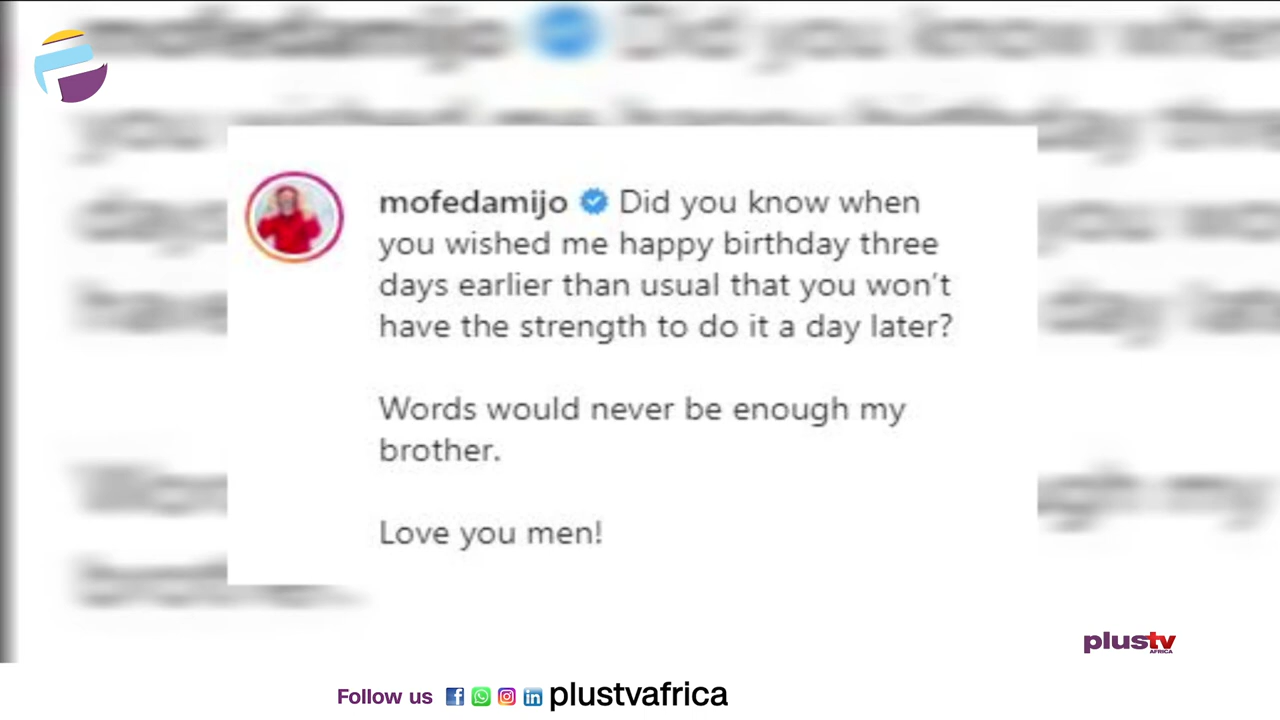 mofedamijo Did you know when
you wished me happy birthday three
days earlier than usual that you won't
have the strength to do it a day later?
Words would never be enough my
brother.
Love you men!
plustv
AFRICA
Follow us plustvafrica